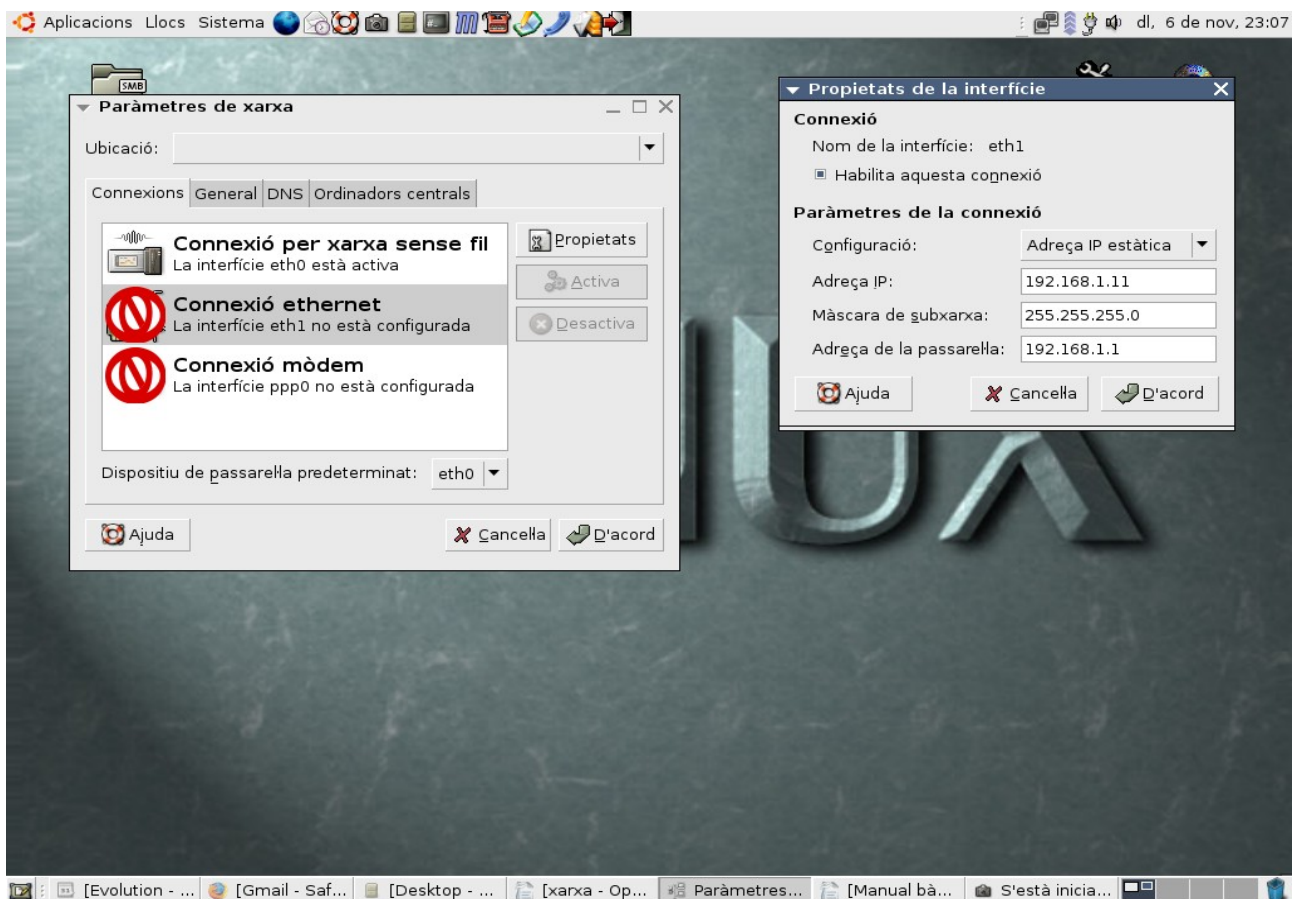 Aplicacions Llocs Sistema
dl, 6 de nov, 23:07
SMB
Paràmetres de xarxa
Ubicació:
Connexions General DNS Ordinadors centrals
Connexió per xarxa sense fil
La interfície eth0 està activa
Connexió ethernet
La interfície eth1 no està configurada
Connexió mòdem
La interfície ppp0 no està configurada
Propietats
Activa
Desactiva
Dispositiu de passareŀla predeterminat: eth0
Ajuda
Canceŀla
D'acord
Propietats de la interfície
Connexió
Nom de la interfície: eth1
Habilita aquesta connexió
Paràmetres de la connexió
Configuració: Adreça IP estàtica
Adreça IP: 192.168.1.11
Màscara de subxarxa: 255.255.255.0
Adreça de la passareŀla: 192.168.1.1
Ajuda
Canceŀla
D'acord
UX
[Evolution - ... [Gmail - Saf... [Desktop - ... [xarxa - Op... Paràmetres... [Manual bà... S'està inicia...